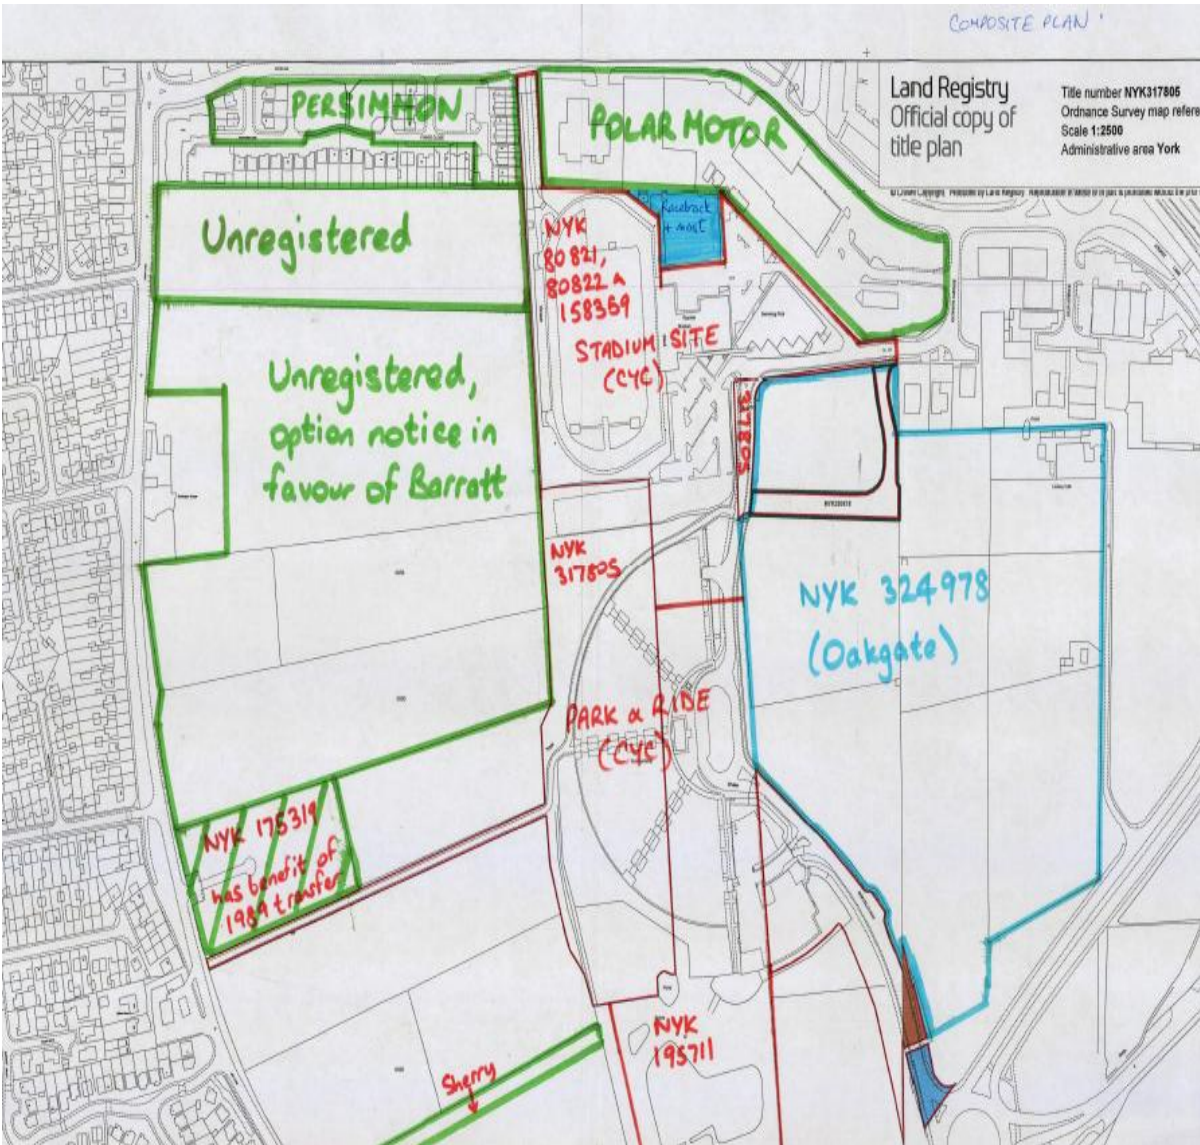 COMPOSITE PLAN
Land Registry
Official copy of
title plan
Title number NYK317805
Ordnance Survey map refere
Scale 1:2500
Administrative area York
PERSIMMON
POLAR MOTOR
Unregistered
NYK
80821,
80822 &
158359
STADIUM SITE
(CYC)
+ mast
Unregistered,
option notice in
favour of Barratt
317805
NYK
317805
NYK 324978
(Oakgate)
PARK & RIDE
(CYC)
NYK 175319
has benefit of
1989 transfer
NYK
195711
Sherry